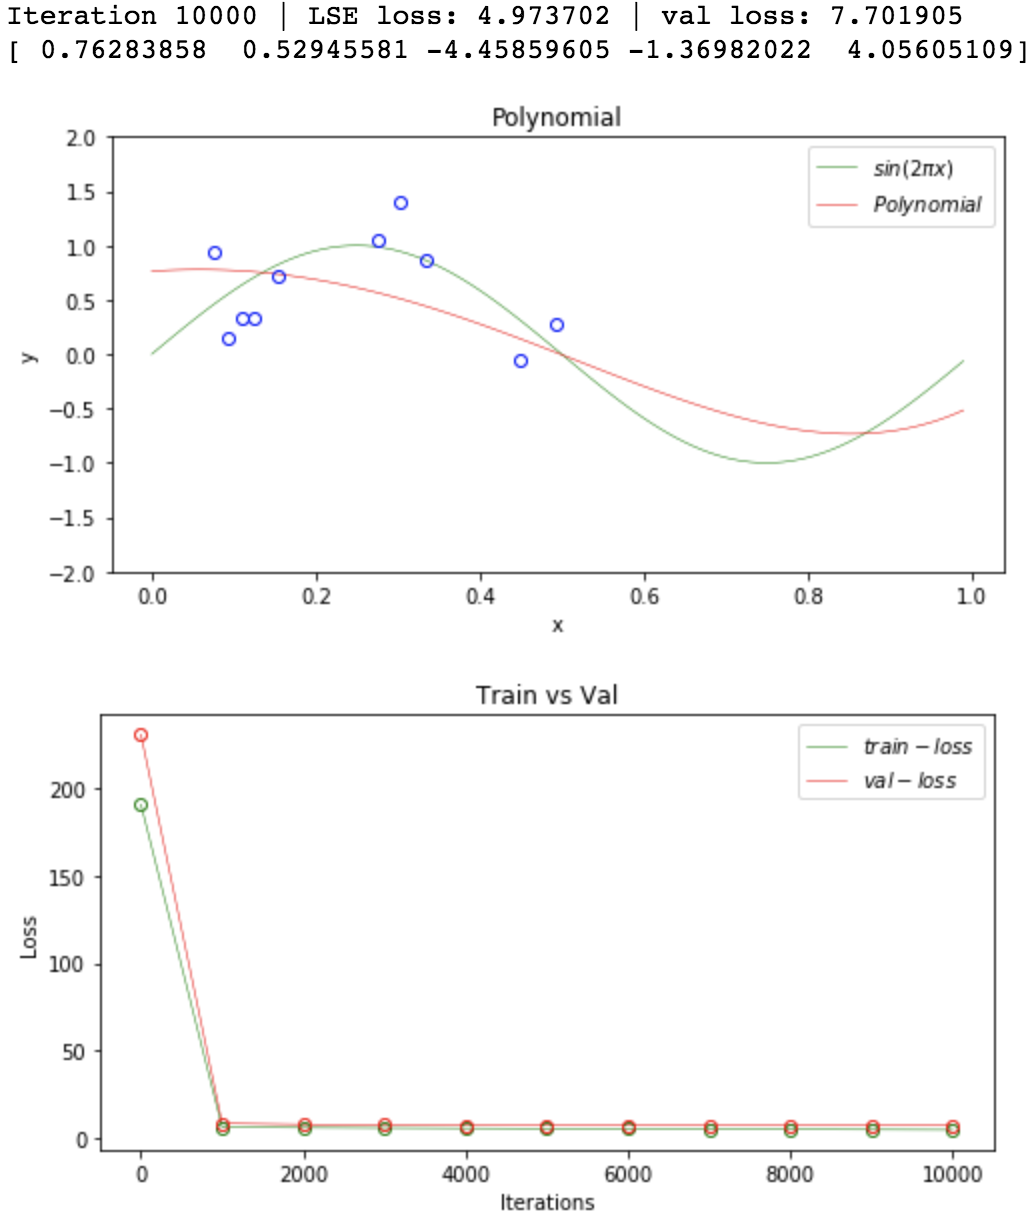 Iteration 10000 | LSE loss: 4.973702 | val loss: 7.701905
[ 0.76283858  0.52945581 -4.45859605 -1.36982022  4.05605109]
Polynomial
2.0
1.5
1.0
0.5
0.0
−0.5
−1.0
−1.5
−2.0
y
sin(2πx)
Polynomial
0.0 0.2 0.4 0.6 0.8 1.0
x
Train vs Val
200
150
100
50
0
Loss
train − loss
val − loss
0 2000 4000 6000 8000 10000
Iterations